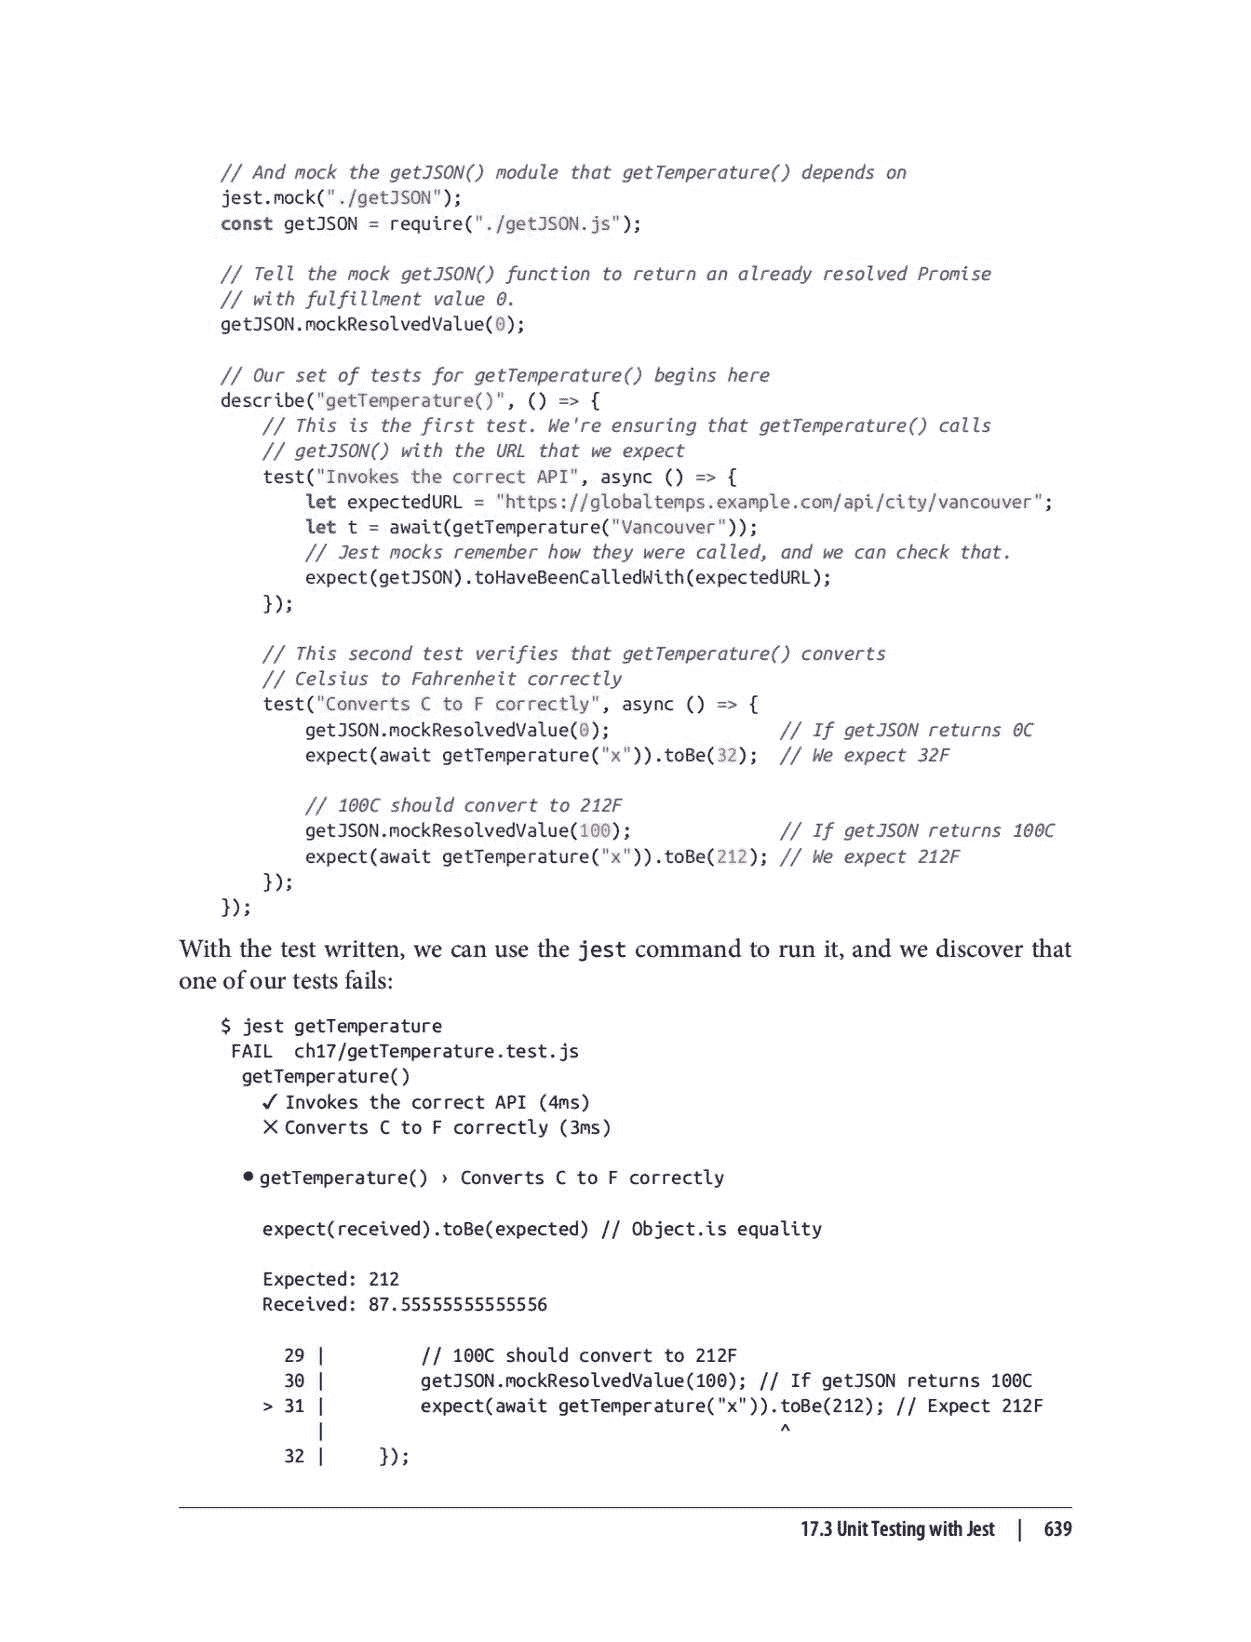 // And mock the getJSON() module that getTemperature() depends on
jest.mock("./getJSON");
const getJSON = require("./getJSON.js");

// Tell the mock getJSON() function to return an already resolved Promise
// with fulfillment value 0.
getJSON.mockResolvedValue(0);

// Our set of tests for getTemperature() begins here
describe("getTemperature()", () => {
    // This is the first test. We're ensuring that getTemperature() calls
    // getJSON() with the URL that we expect
    test("Invokes the correct API", async () => {
        let expectedURL = "https://globaltemps.example.com/api/city/vancouver";
        let t = await(getTemperature("Vancouver"));
        // Jest mocks remember how they were called, and we can check that.
        expect(getJSON).toHaveBeenCalledWith(expectedURL);
    });

    // This second test verifies that getTemperature() converts
    // Celsius to Fahrenheit correctly
    test("Converts C to F correctly", async () => {
        getJSON.mockResolvedValue(0);                // If getJSON returns 0C
        expect(await getTemperature("x")).toBe(32);  // We expect 32F

        // 100C should convert to 212F
        getJSON.mockResolvedValue(100);              // If getJSON returns 100C
        expect(await getTemperature("x")).toBe(212); // We expect 212F
    });
});
With the test written, we can use the jest command to run it, and we discover that
one of our tests fails:
$ jest getTemperature
 FAIL  ch17/getTemperature.test.js
  getTemperature()
    ✓ Invokes the correct API (4ms)
    ✕ Converts C to F correctly (3ms)

  ● getTemperature() › Converts C to F correctly

    expect(received).toBe(expected) // Object.is equality

    Expected: 212
    Received: 87.55555555555556

      29 |         // 100C should convert to 212F
      30 |         getJSON.mockResolvedValue(100); // If getJSON returns 100C
    > 31 |         expect(await getTemperature("x")).toBe(212); // Expect 212F
         |                                           ^
      32 |     });
17.3 Unit Testing with Jest | 639